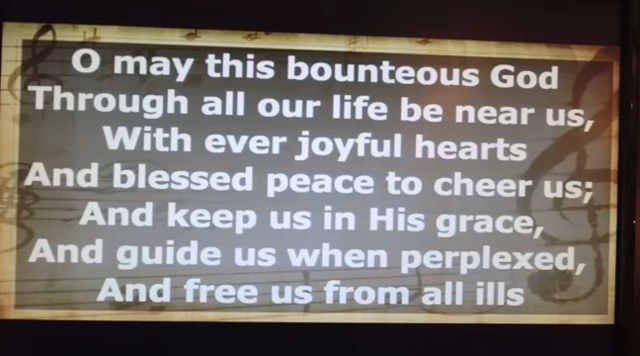 O may this bounteous God
Through all our life be near us,
With ever joyful hearts
And blessed peace to cheer us;
And keep us in His grace,
And guide us when perplexed,
And free us from all ills